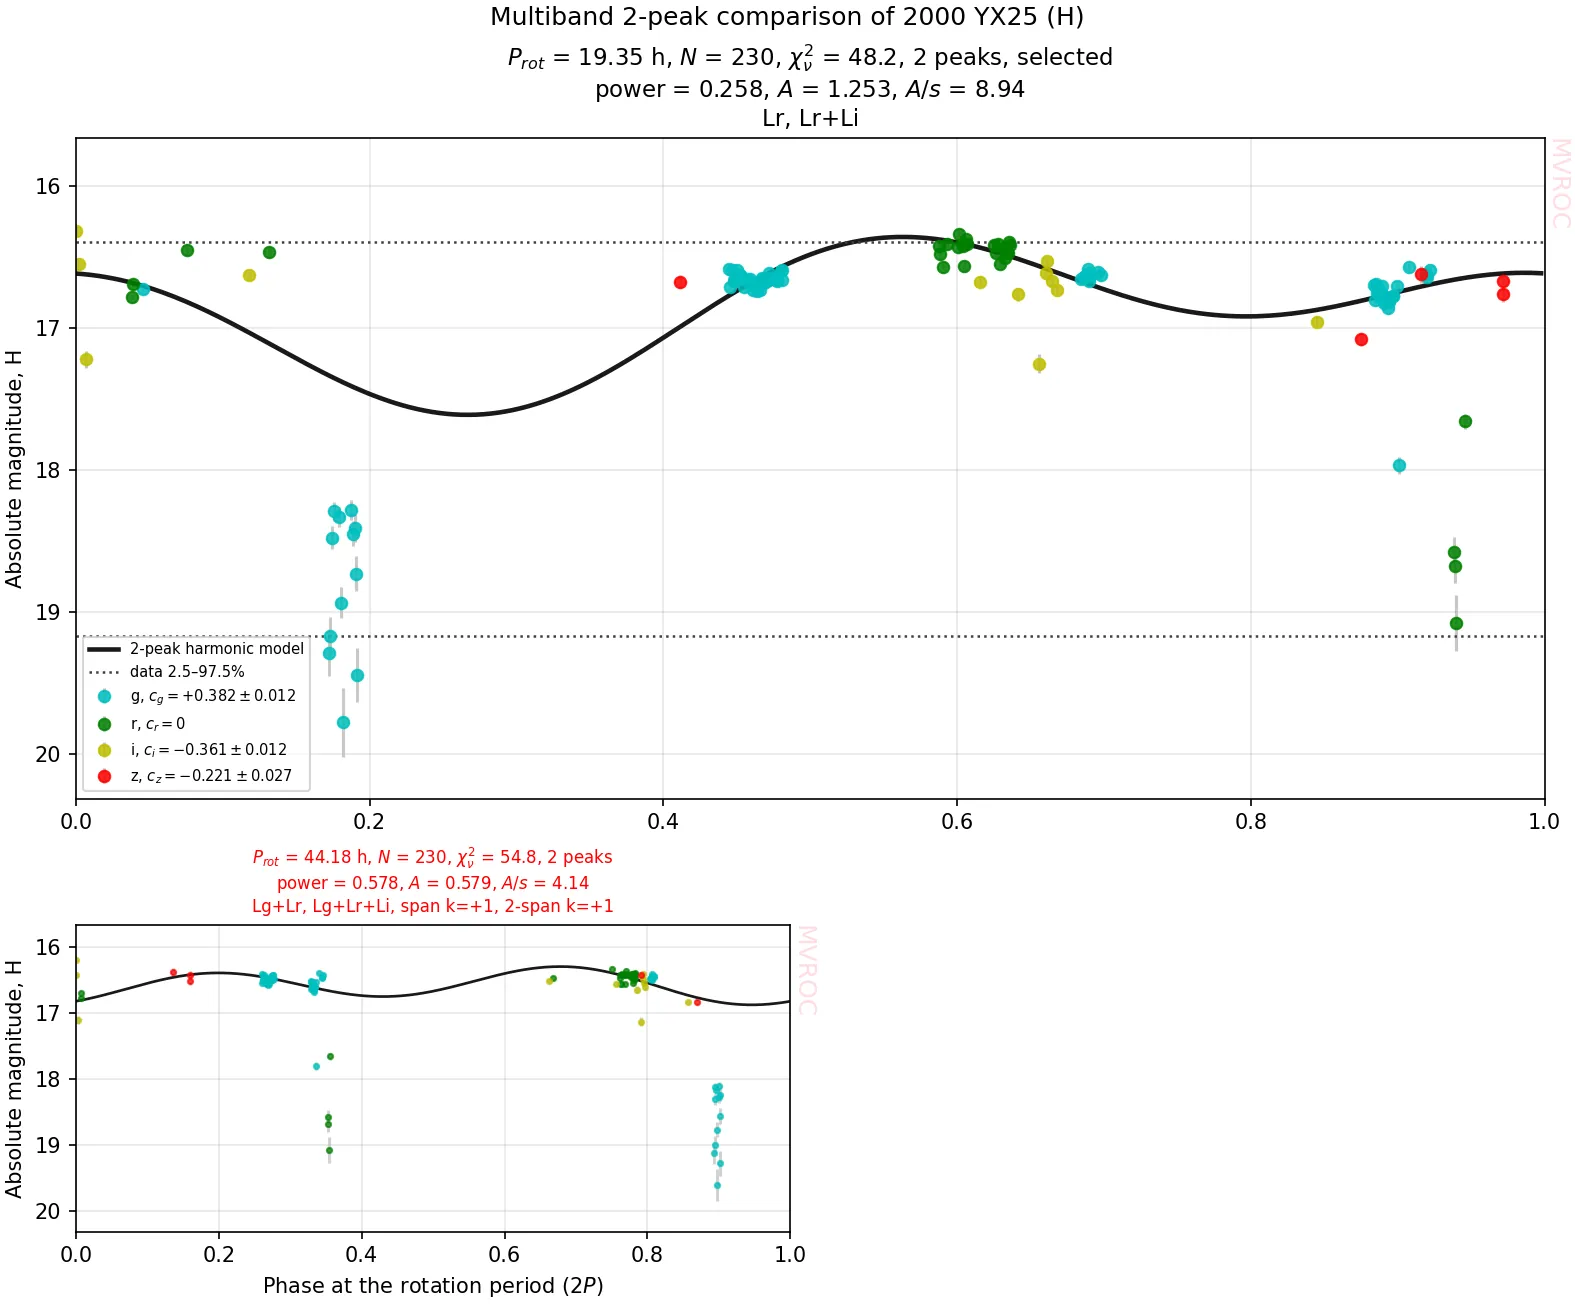 Multiband 2-peak comparison of 2000 YX25 (H)
P_rot = 19.35 h, N = 230, χ²_ν = 48.2, 2 peaks, selected
power = 0.258, A = 1.253, A/s = 8.94
Lr, Lr+Li
MVROC
Absolute magnitude, H
16
17
18
19
20
2-peak harmonic model
data 2.5–97.5%
g, c_g = +0.382 ± 0.012
r, c_r = 0
i, c_i = −0.361 ± 0.012
z, c_z = −0.221 ± 0.027
0.0 0.2 0.4 0.6 0.8 1.0
P_rot = 44.18 h, N = 230, χ²_ν = 54.8, 2 peaks
power = 0.578, A = 0.579, A/s = 4.14
Lg+Lr, Lg+Lr+Li, span k=+1, 2-span k=+1
MVROC
Absolute magnitude, H
16
17
18
19
20
0.0 0.2 0.4 0.6 0.8 1.0
Phase at the rotation period (2P)